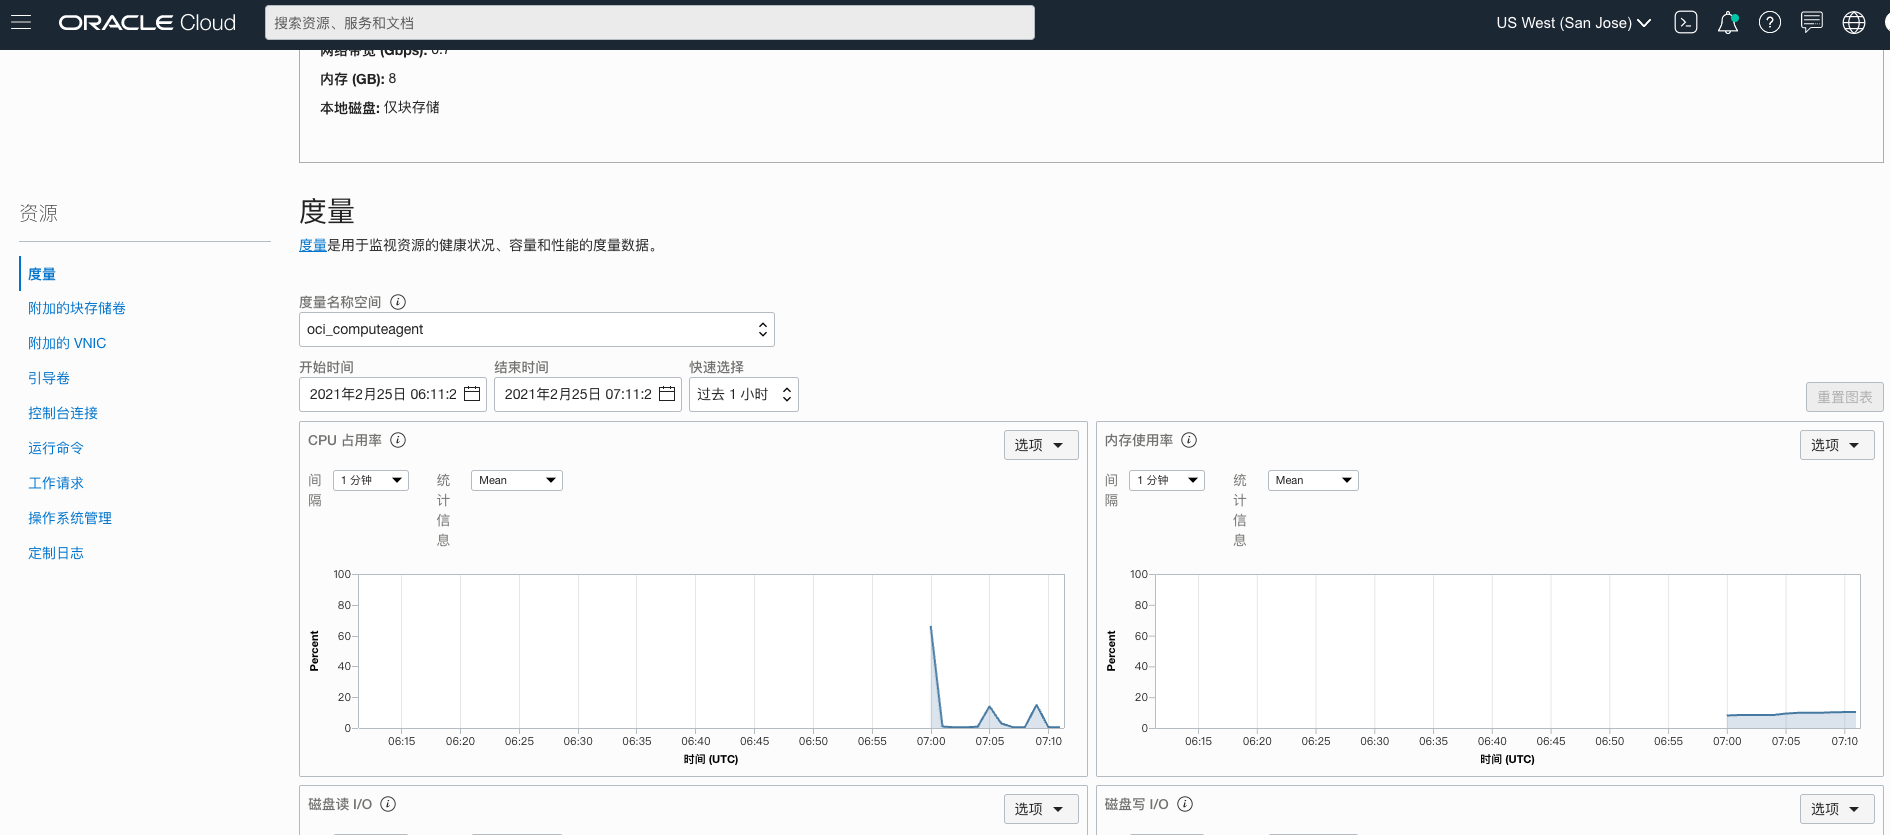 ORACLE Cloud
搜索资源、服务和文档
US West (San Jose)
网络带宽 (Gbps): 0.7
内存 (GB): 8
本地磁盘: 仅块存储
资源
度量
附加的块存储卷
附加的 VNIC
引导卷
控制台连接
运行命令
工作请求
操作系统管理
定制日志
度量
度量是用于监视资源的健康状况、容量和性能的度量数据。
度量名称空间
oci_computeagent
开始时间 结束时间 快速选择
2021年2月25日 06:11:2 2021年2月25日 07:11:2 过去 1 小时
重置图表
CPU 占用率
选项
间隔 1 分钟 统计信息 Mean
100
80
60
40
20
0
Percent
06:15 06:20 06:25 06:30 06:35 06:40 06:45 06:50 06:55 07:00 07:05 07:10
时间 (UTC)
内存使用率
选项
间隔 1 分钟 统计信息 Mean
100
80
60
40
20
0
Percent
06:15 06:20 06:25 06:30 06:35 06:40 06:45 06:50 06:55 07:00 07:05 07:10
时间 (UTC)
磁盘读 I/O
选项
磁盘写 I/O
选项